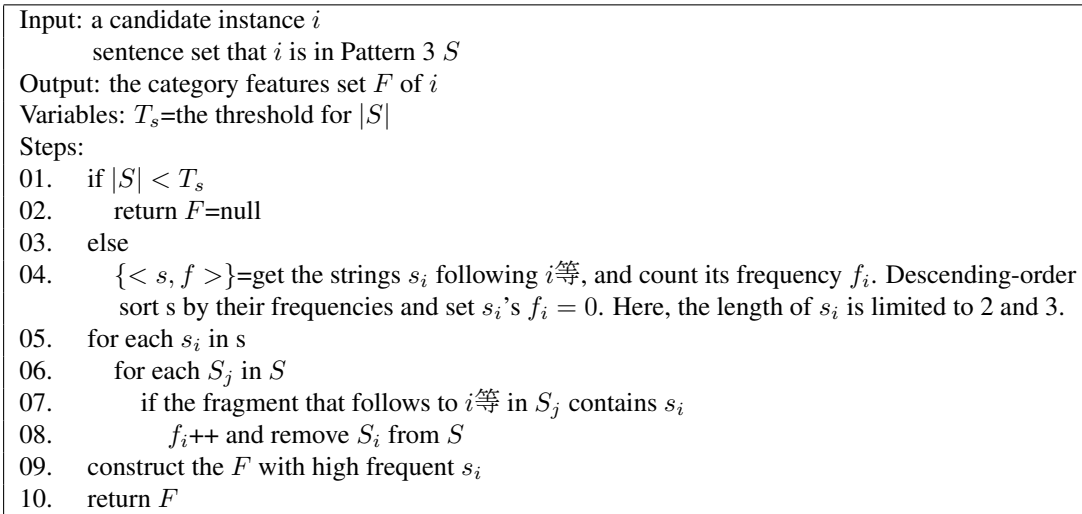 Input: a candidate instance i
sentence set that i is in Pattern 3 S
Output: the category features set F of i
Variables: T_s=the threshold for |S|
Steps:
01. if |S| < T_s
02. return F=null
03. else
04. {< s, f >}=get the strings s_i following i等, and count its frequency f_i. Descending-order
sort s by their frequencies and set s_i's f_i = 0. Here, the length of s_i is limited to 2 and 3.
05. for each s_i in s
06. for each S_j in S
07. if the fragment that follows to i等 in S_j contains s_i
08. f_i++ and remove S_i from S
09. construct the F with high frequent s_i
10. return F